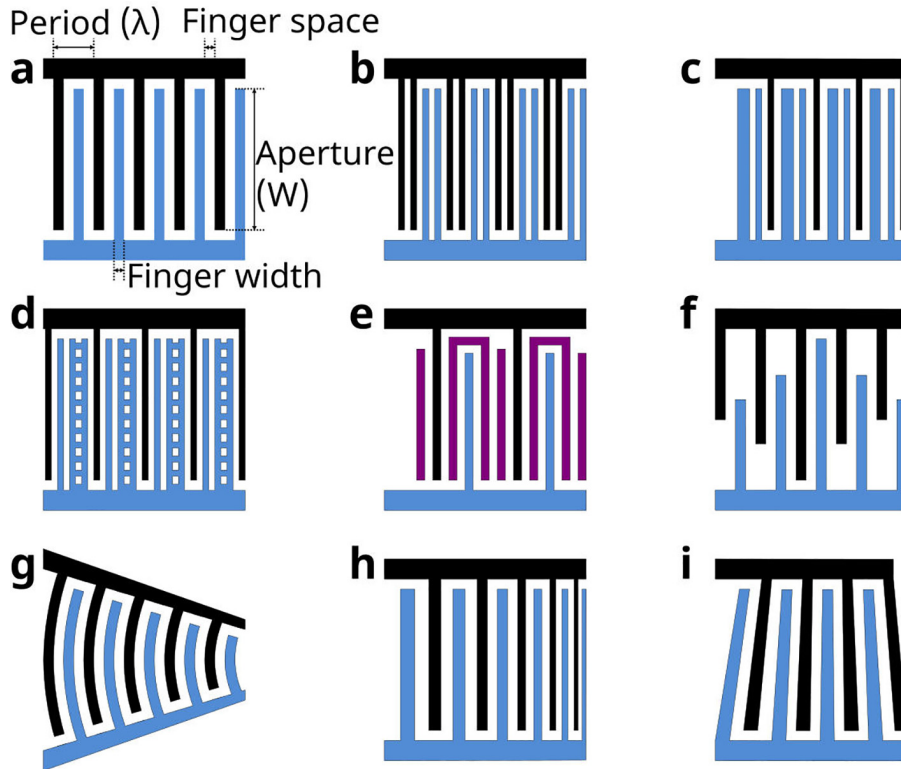 Period (λ) Finger space
a
b
c
Aperture
(W)
Finger width
d
e
f
g
h
i